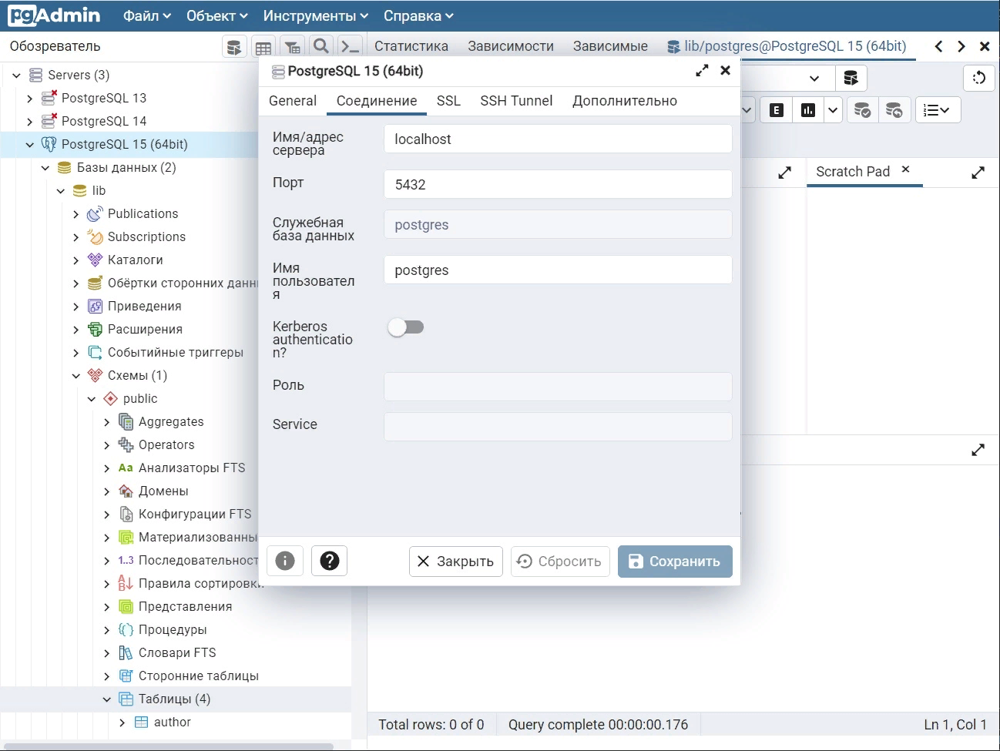 pgAdmin Файл Объект Инструменты Справка
Обозреватель
Статистика Зависимости Зависимые lib/postgres@PostgreSQL 15 (64bit)
Servers (3)
PostgreSQL 13
PostgreSQL 14
PostgreSQL 15 (64bit)
Базы данных (2)
lib
Publications
Subscriptions
Каталоги
Обёртки сторонних данн
Приведения
Расширения
Событийные триггеры
Схемы (1)
public
Aggregates
Operators
Aa Анализаторы FTS
Домены
Конфигурации FTS
Материализованны
1..3 Последовательност
Правила сортировки
Представления
Процедуры
Словари FTS
Сторонние таблицы
Таблицы (4)
author
PostgreSQL 15 (64bit)
General Соединение SSL SSH Tunnel Дополнительно
Имя/адрес
сервера
localhost
Порт
5432
Служебная
база данных
postgres
Имя
пользовател
я
postgres
Kerberos
authenticatio
n?
Роль
Service
Закрыть Сбросить Сохранить
E
Scratch Pad
Total rows: 0 of 0 Query complete 00:00:00.176 Ln 1, Col 1